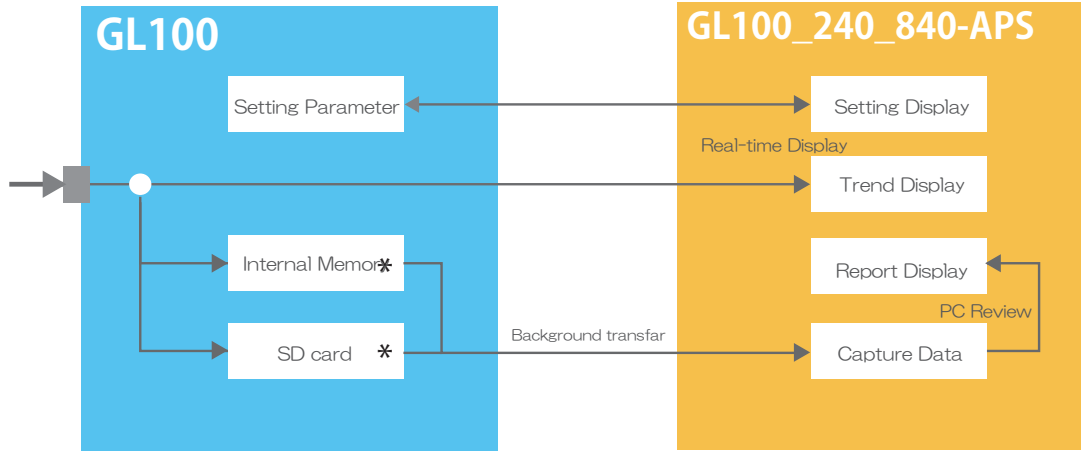 GL100
GL100_240_840-APS
Setting Parameter
Setting Display
Real-time Display
Trend Display
Internal Memory*
Report Display
PC Review
Background transfar
SD card *
Capture Data